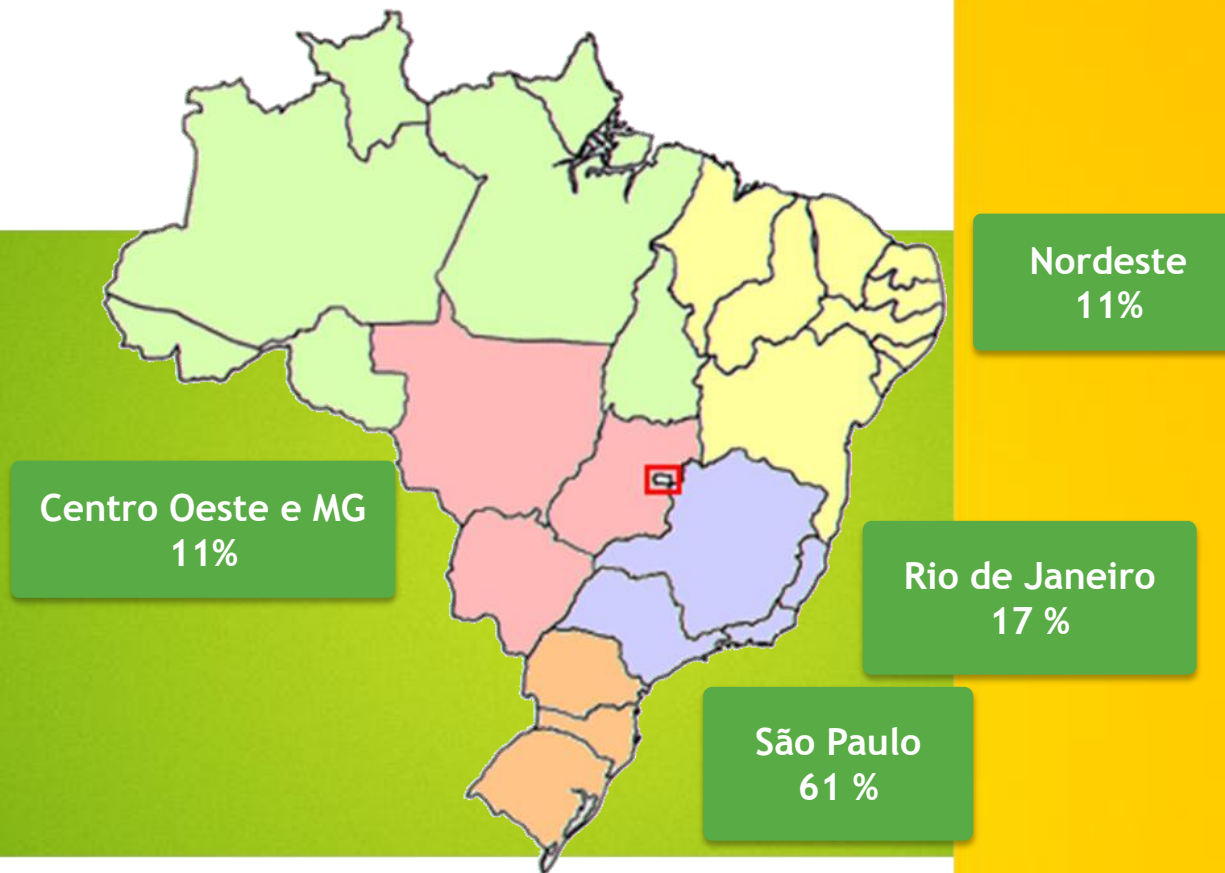 Nordeste
11%
Centro Oeste e MG
11%
Rio de Janeiro
17 %
São Paulo
61 %